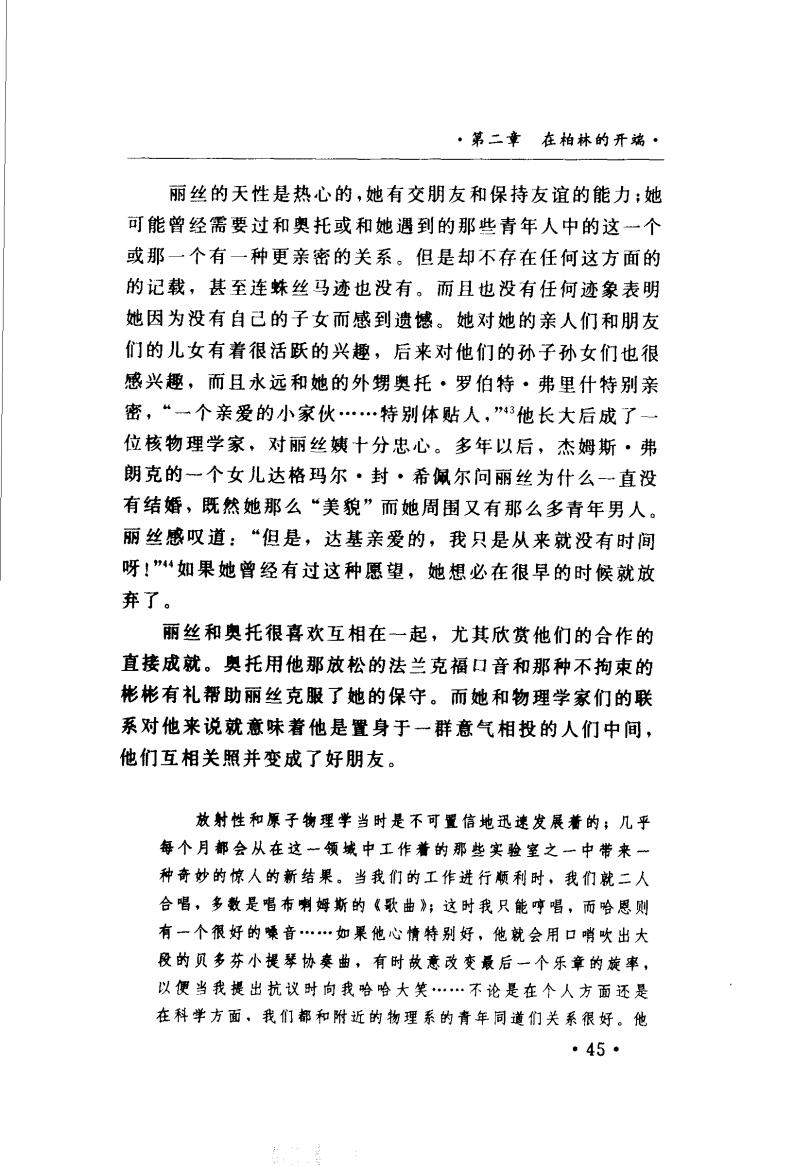 ·第二章 在柏林的开端·
丽丝的天性是热心的，她有交朋友和保持友谊的能力；她
可能曾经需要过和奥托或和她遇到的那些青年人中的这一个
或那一个有一种更亲密的关系。但是却不存在任何这方面的
的记载，甚至连蛛丝马迹也没有。而且也没有任何迹象表明
她因为没有自己的子女而感到遗憾。她对她的亲人们和朋友
们的儿女有着很活跃的兴趣，后来对他们的孙子孙女们也很
感兴趣，而且永远和她的外甥奥托·罗伯特·弗里什特别亲
密，“一个亲爱的小家伙……特别体贴人，”43他长大后成了一
位核物理学家，对丽丝姨十分忠心。多年以后，杰姆斯·弗
朗克的一个女儿达格玛尔·封·希佩尔问丽丝为什么一直没
有结婚，既然她那么“美貌”而她周围又有那么多青年男人。
丽丝感叹道：“但是，达基亲爱的，我只是从来就没有时间
呀！”44如果她曾经有过这种愿望，她想必在很早的时候就放
弃了。
丽丝和奥托很喜欢互相在一起，尤其欣赏他们的合作的
直接成就。奥托用他那放松的法兰克福口音和那种不拘束的
彬彬有礼帮助丽丝克服了她的保守。而她和物理学家们的联
系对他来说就意味着他是置身于一群意气相投的人们中间，
他们互相关照并变成了好朋友。
放射性和原子物理学当时是不可置信地迅速发展着的；几乎
每个月都会从在这一领域中工作着的那些实验室之一中带来一
种奇妙的惊人的新结果。当我们的工作进行顺利时，我们就二人
合唱，多数是唱布喇姆斯的《歌曲》；这时我只能哼唱，而哈恩则
有一个很好的嗓音……如果他心情特别好，他就会用口哨吹出大
段的贝多芬小提琴协奏曲，有时故意改变最后一个乐章的旋率，
以便当我提出抗议时向我哈哈大笑……不论是在个人方面还是
在科学方面，我们都和附近的物理系的青年同道们关系很好。他
·45·